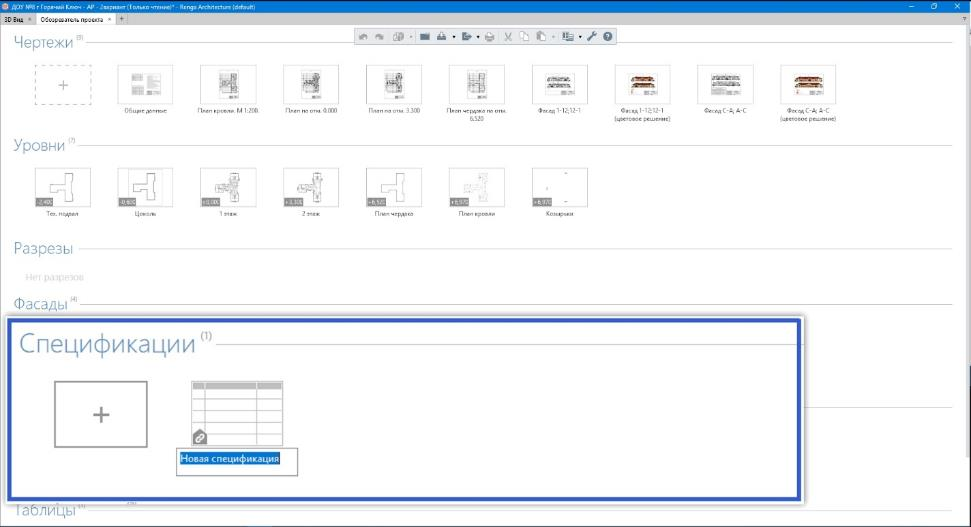 ДОУ №8 г Горячий Ключ - АР - 2вариант (Только чтение)* - Renga Architecture (default)
3D Вид × Обозреватель проекта × +
Чертежи (9)
Общие данные План кровли. М 1:200. План на отм. 0.000 План на отм. 3.300 План чердака на отм. 6.520 Фасад 1-12;12-1 Фасад 1-12;12-1 (цветовое решение) Фасад С-А; А-С Фасад С-А; А-С (цветовое решение)
Уровни (7)
-2,400 -0,600 +0,000 +3,300 +6,520 +6,970 +6,970
Тех. подвал Цоколь 1 этаж 2 этаж План чердака План кровли Козырьки
Разрезы
Нет разрезов
Фасады (4)
Спецификации (1)
Новая спецификация
Таблицы